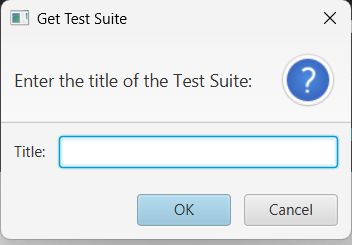 Get Test Suite
Enter the title of the Test Suite:
?
Title:
OK Cancel